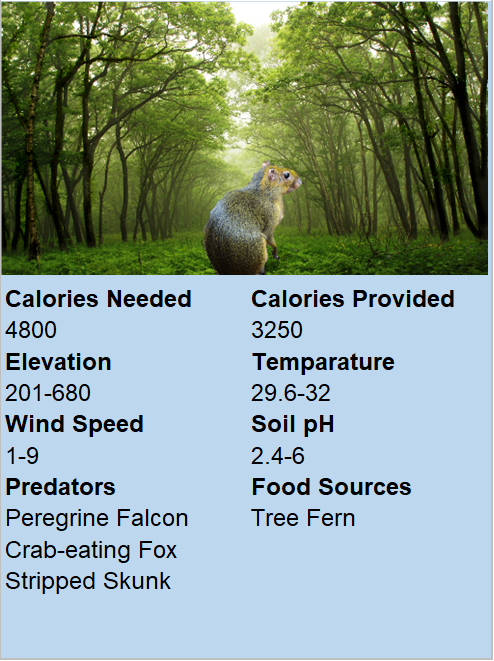 Calories Needed
4800
Elevation
201-680
Wind Speed
1-9
Predators
Peregrine Falcon
Crab-eating Fox
Stripped Skunk
Calories Provided
3250
Temparature
29.6-32
Soil pH
2.4-6
Food Sources
Tree Fern